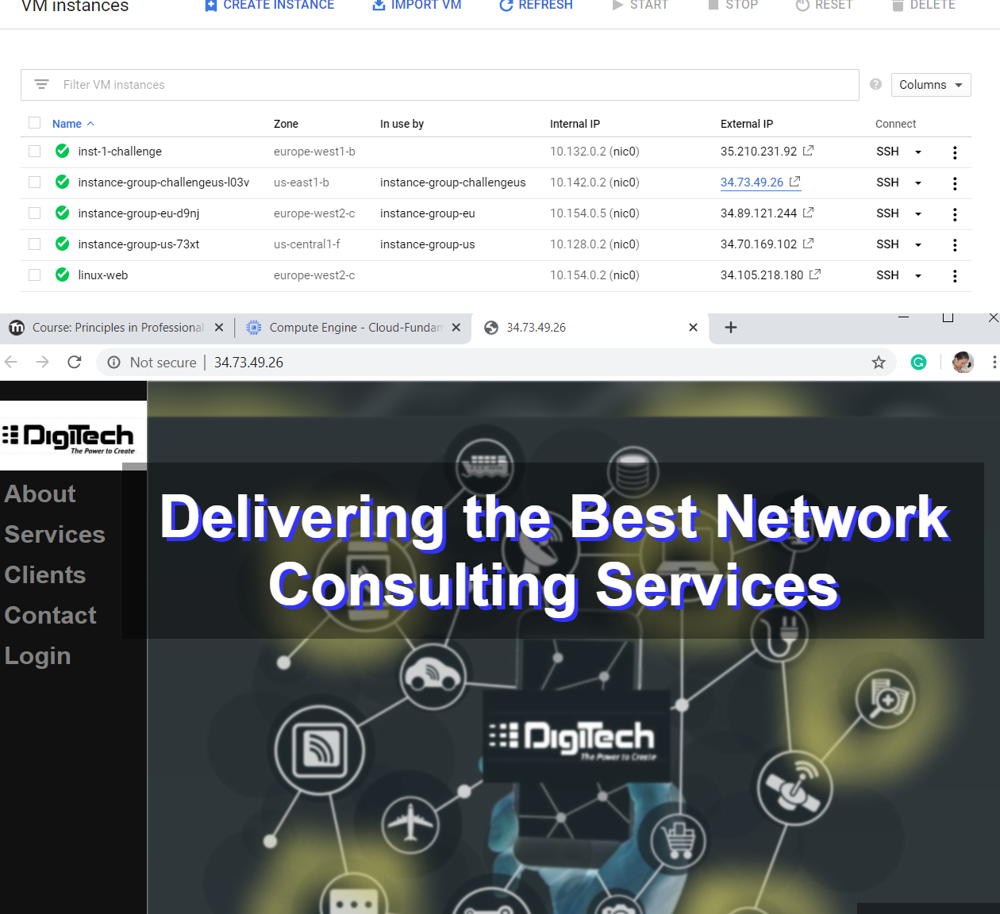 VM instances
CREATE INSTANCE
IMPORT VM
REFRESH
START
STOP
RESET
DELETE
Filter VM instances
Columns
Name Zone In use by Internal IP External IP Connect
inst-1-challenge europe-west1-b 10.132.0.2 (nic0) 35.210.231.92 SSH
instance-group-challengeus-l03v us-east1-b instance-group-challengeus 10.142.0.2 (nic0) 34.73.49.26 SSH
instance-group-eu-d9nj europe-west2-c instance-group-eu 10.154.0.5 (nic0) 34.89.121.244 SSH
instance-group-us-73xt us-central1-f instance-group-us 10.128.0.2 (nic0) 34.70.169.102 SSH
linux-web europe-west2-c 10.154.0.2 (nic0) 34.105.218.180 SSH
Course: Principles in Professional
Compute Engine - Cloud-Fundam
34.73.49.26
Not secure | 34.73.49.26
DigiTech
The Power to Create
About
Services
Clients
Contact
Login
Delivering the Best Network
Consulting Services
DigiTech
The Power to Create